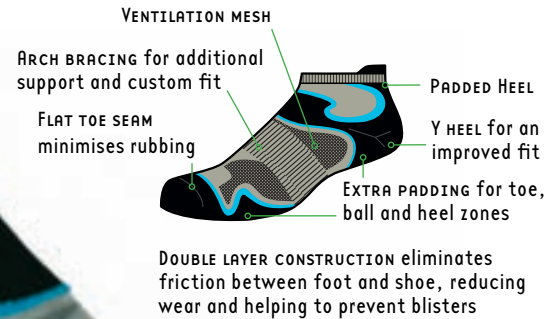 Ventilation mesh
Arch bracing for additional
support and custom fit
Flat toe seam
minimises rubbing
Padded Heel
Y heel for an
improved fit
Extra padding for toe,
ball and heel zones
Double layer construction eliminates
friction between foot and shoe, reducing
wear and helping to prevent blisters